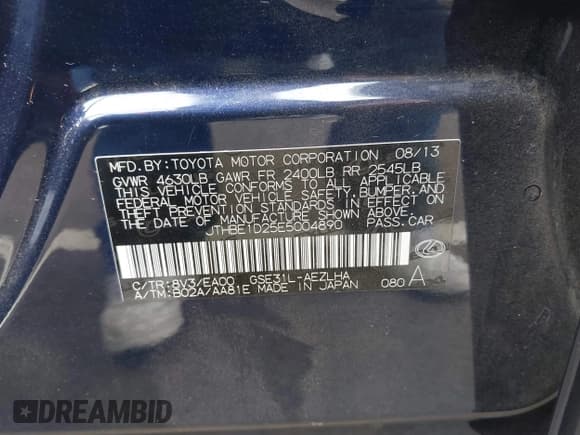 MFD.BY:TOYOTA MOTOR CORPORATION 08/13
GVWR 4630LB GAWR FR 2400LB RR 2545LB
THIS VEHICLE CONFORMS TO ALL APPLICABLE
FEDERAL MOTOR VEHICLE SAFETY, BUMPER, AND
THEFT PREVENTION STANDARDS IN EFFECT ON
THE DATE OF MANUFACTURE SHOWN ABOVE.
JTHBE1D25E5004890 PASS.CAR
C/TR:8V3/EA00 GSE31L-AEZLHA
A/TM:B02A/AA81E MADE IN JAPAN 080 A
DREAMBID